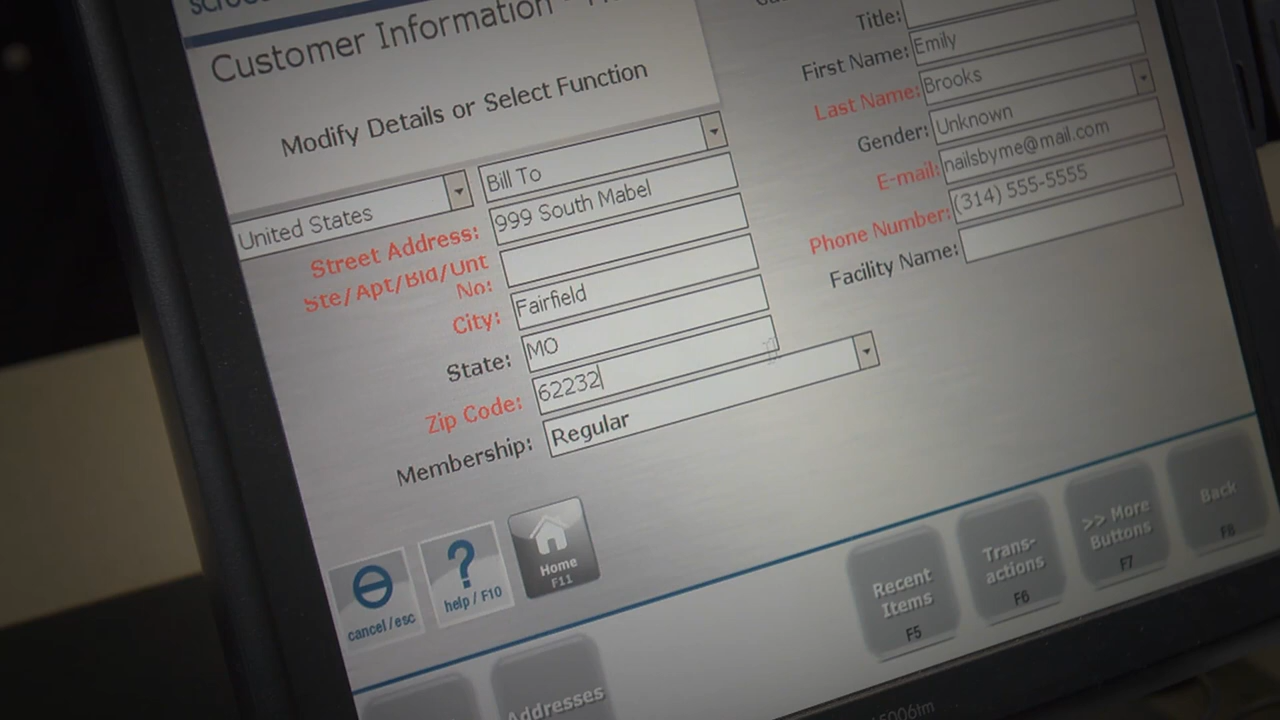 Customer Information -
Modify Details or Select Function
United States
Bill To
Street Address: 999 South Mabel
Ste/Apt/Bld/Unt
No:
City: Fairfield
State: MO
Zip Code: 62232
Membership: Regular
Title:
First Name: Emily
Last Name: Brooks
Gender: Unknown
E-mail: nailsbyme@mail.com
Phone Number: (314) 555-5555
Facility Name:
cancel/esc
help / F10
Home
F11
Recent
Items
F5
Trans-
actions
F6
>> More
Buttons
F7
Back
F8
Addresses